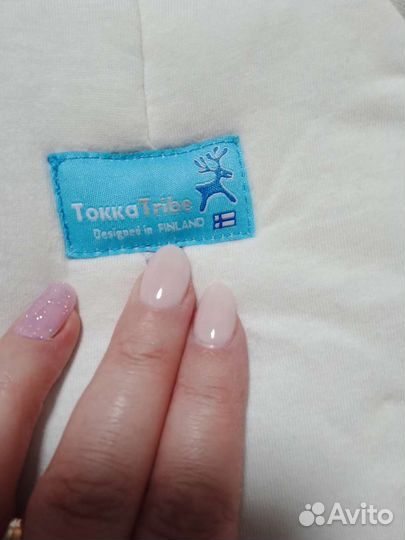 TokkaTribe
Designed in FINLAND
Avito